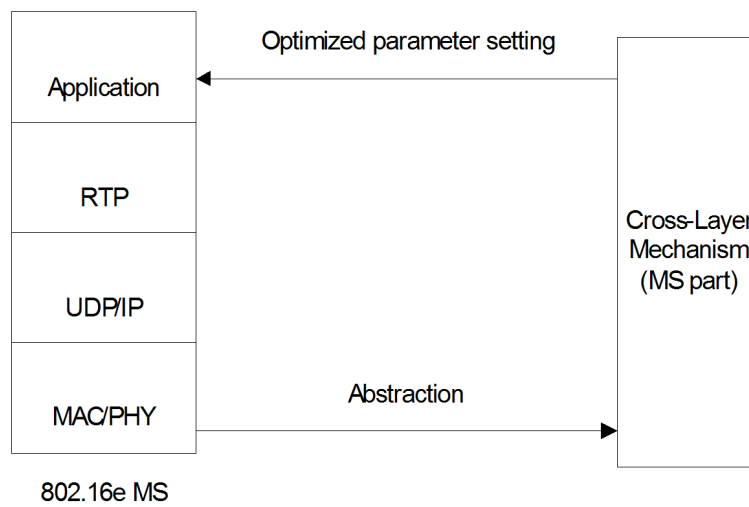 Optimized parameter setting
Application
RTP
UDP/IP
MAC/PHY
Abstraction
Cross-Layer
Mechanism
(MS part)
802.16e MS